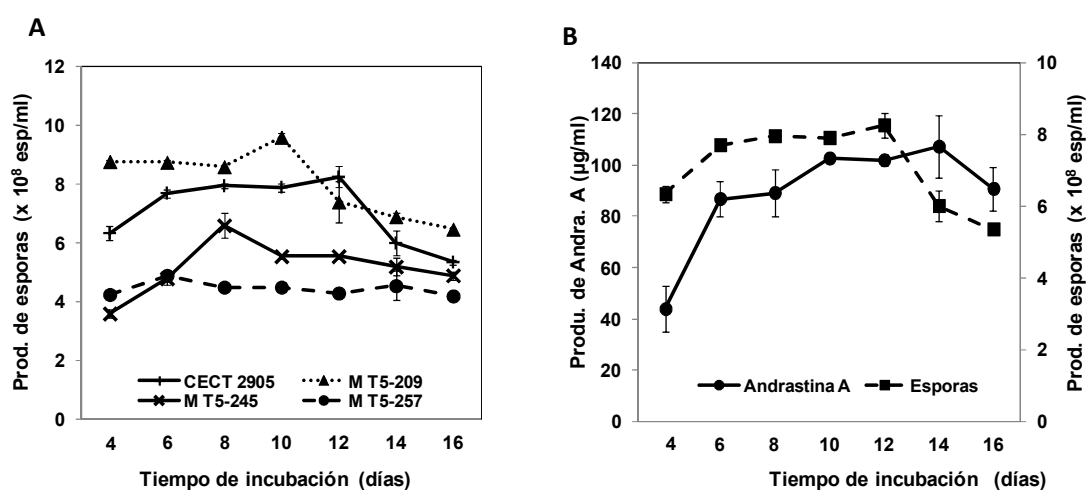 A
Prod. de esporas (x 10⁸ esp/ml)
12
10
8
6
4
2
0
CECT 2905
M T5-209
M T5-245
M T5-257
4 6 8 10 12 14 16
Tiempo de incubación (días)
B
Produ. de Andra. A (µg/ml)
140
120
100
80
60
40
20
0
Andrastina A
Esporas
10
8
6
4
2
0
Prod. de esporas (x 10⁸ esp/ml)
4 6 8 10 12 14 16
Tiempo de incubación (días)